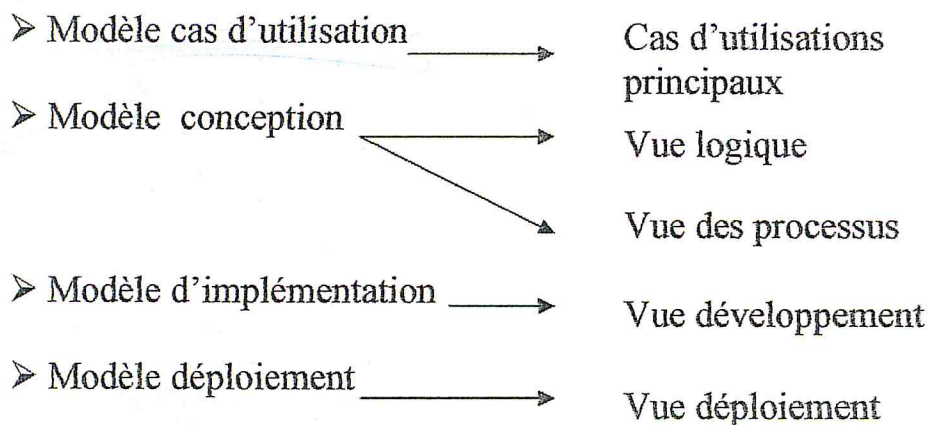 ➢ Modèle cas d'utilisation
Cas d'utilisations
principaux
➢ Modèle conception
Vue logique
Vue des processus
➢ Modèle d'implémentation
Vue développement
➢ Modèle déploiement
Vue déploiement